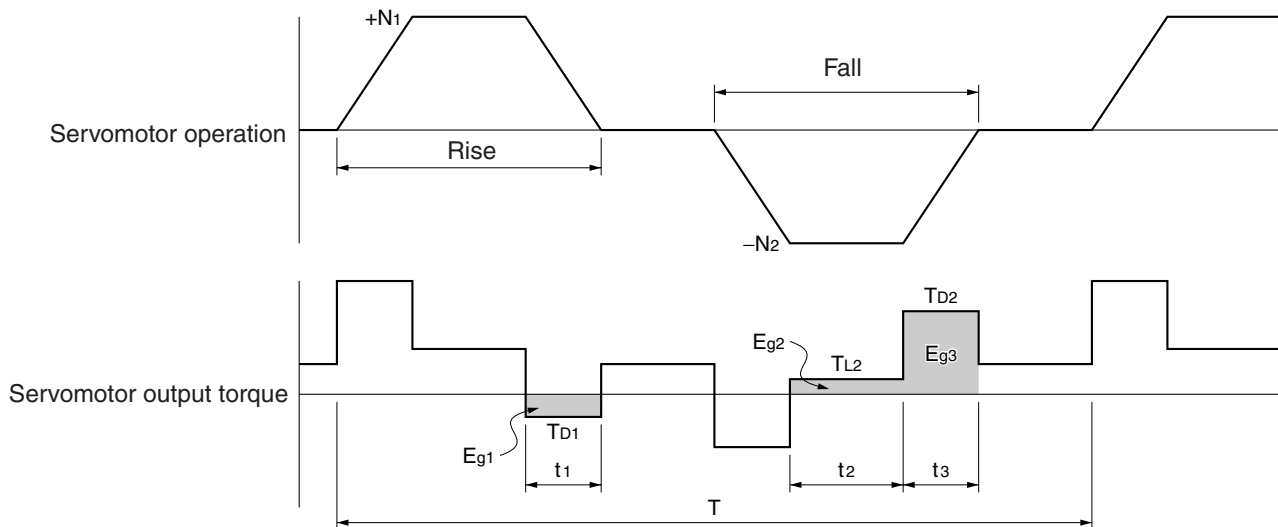 +N1
Fall
Servomotor operation
Rise
–N2
TD2
Eg2
TL2
Eg3
Servomotor output torque
TD1
Eg1
t1
t2
t3
T